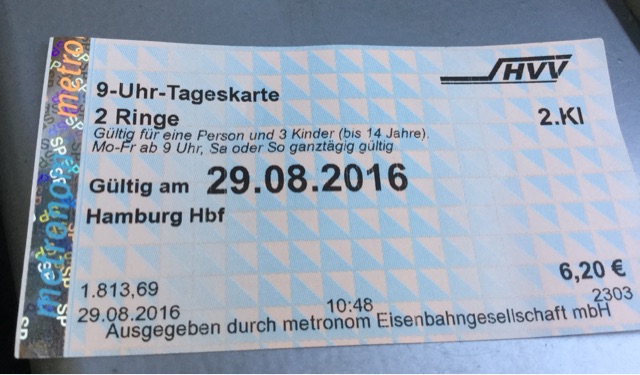 HVV
9-Uhr-Tageskarte
2 Ringe 2.Kl
Gültig für eine Person und 3 Kinder (bis 14 Jahre).
Mo-Fr ab 9 Uhr, Sa oder So ganztägig gültig
Gültig am 29.08.2016
Hamburg Hbf
6,20 €
1.813,69
29.08.2016 10:48 2303
Ausgegeben durch metronom Eisenbahngesellschaft mbH
metro
metronom